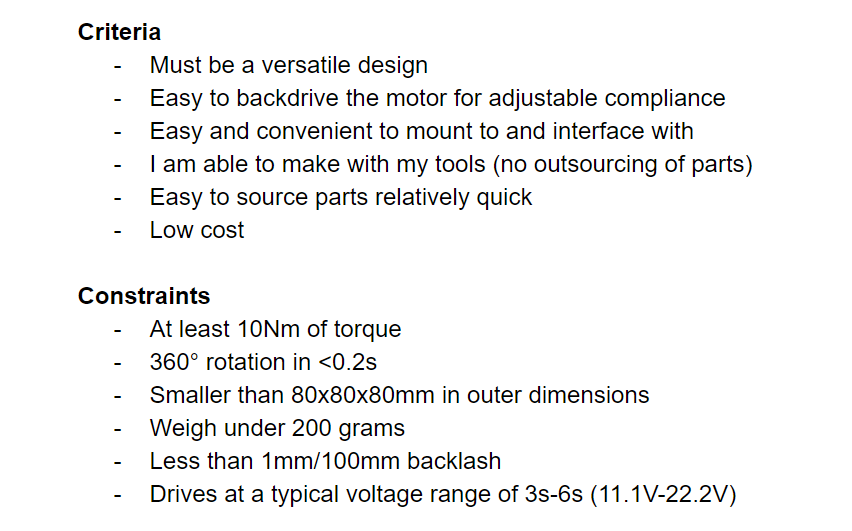 Criteria
- Must be a versatile design
- Easy to backdrive the motor for adjustable compliance
- Easy and convenient to mount to and interface with
- I am able to make with my tools (no outsourcing of parts)
- Easy to source parts relatively quick
- Low cost
Constraints
- At least 10Nm of torque
- 360° rotation in <0.2s
- Smaller than 80x80x80mm in outer dimensions
- Weigh under 200 grams
- Less than 1mm/100mm backlash
- Drives at a typical voltage range of 3s-6s (11.1V-22.2V)